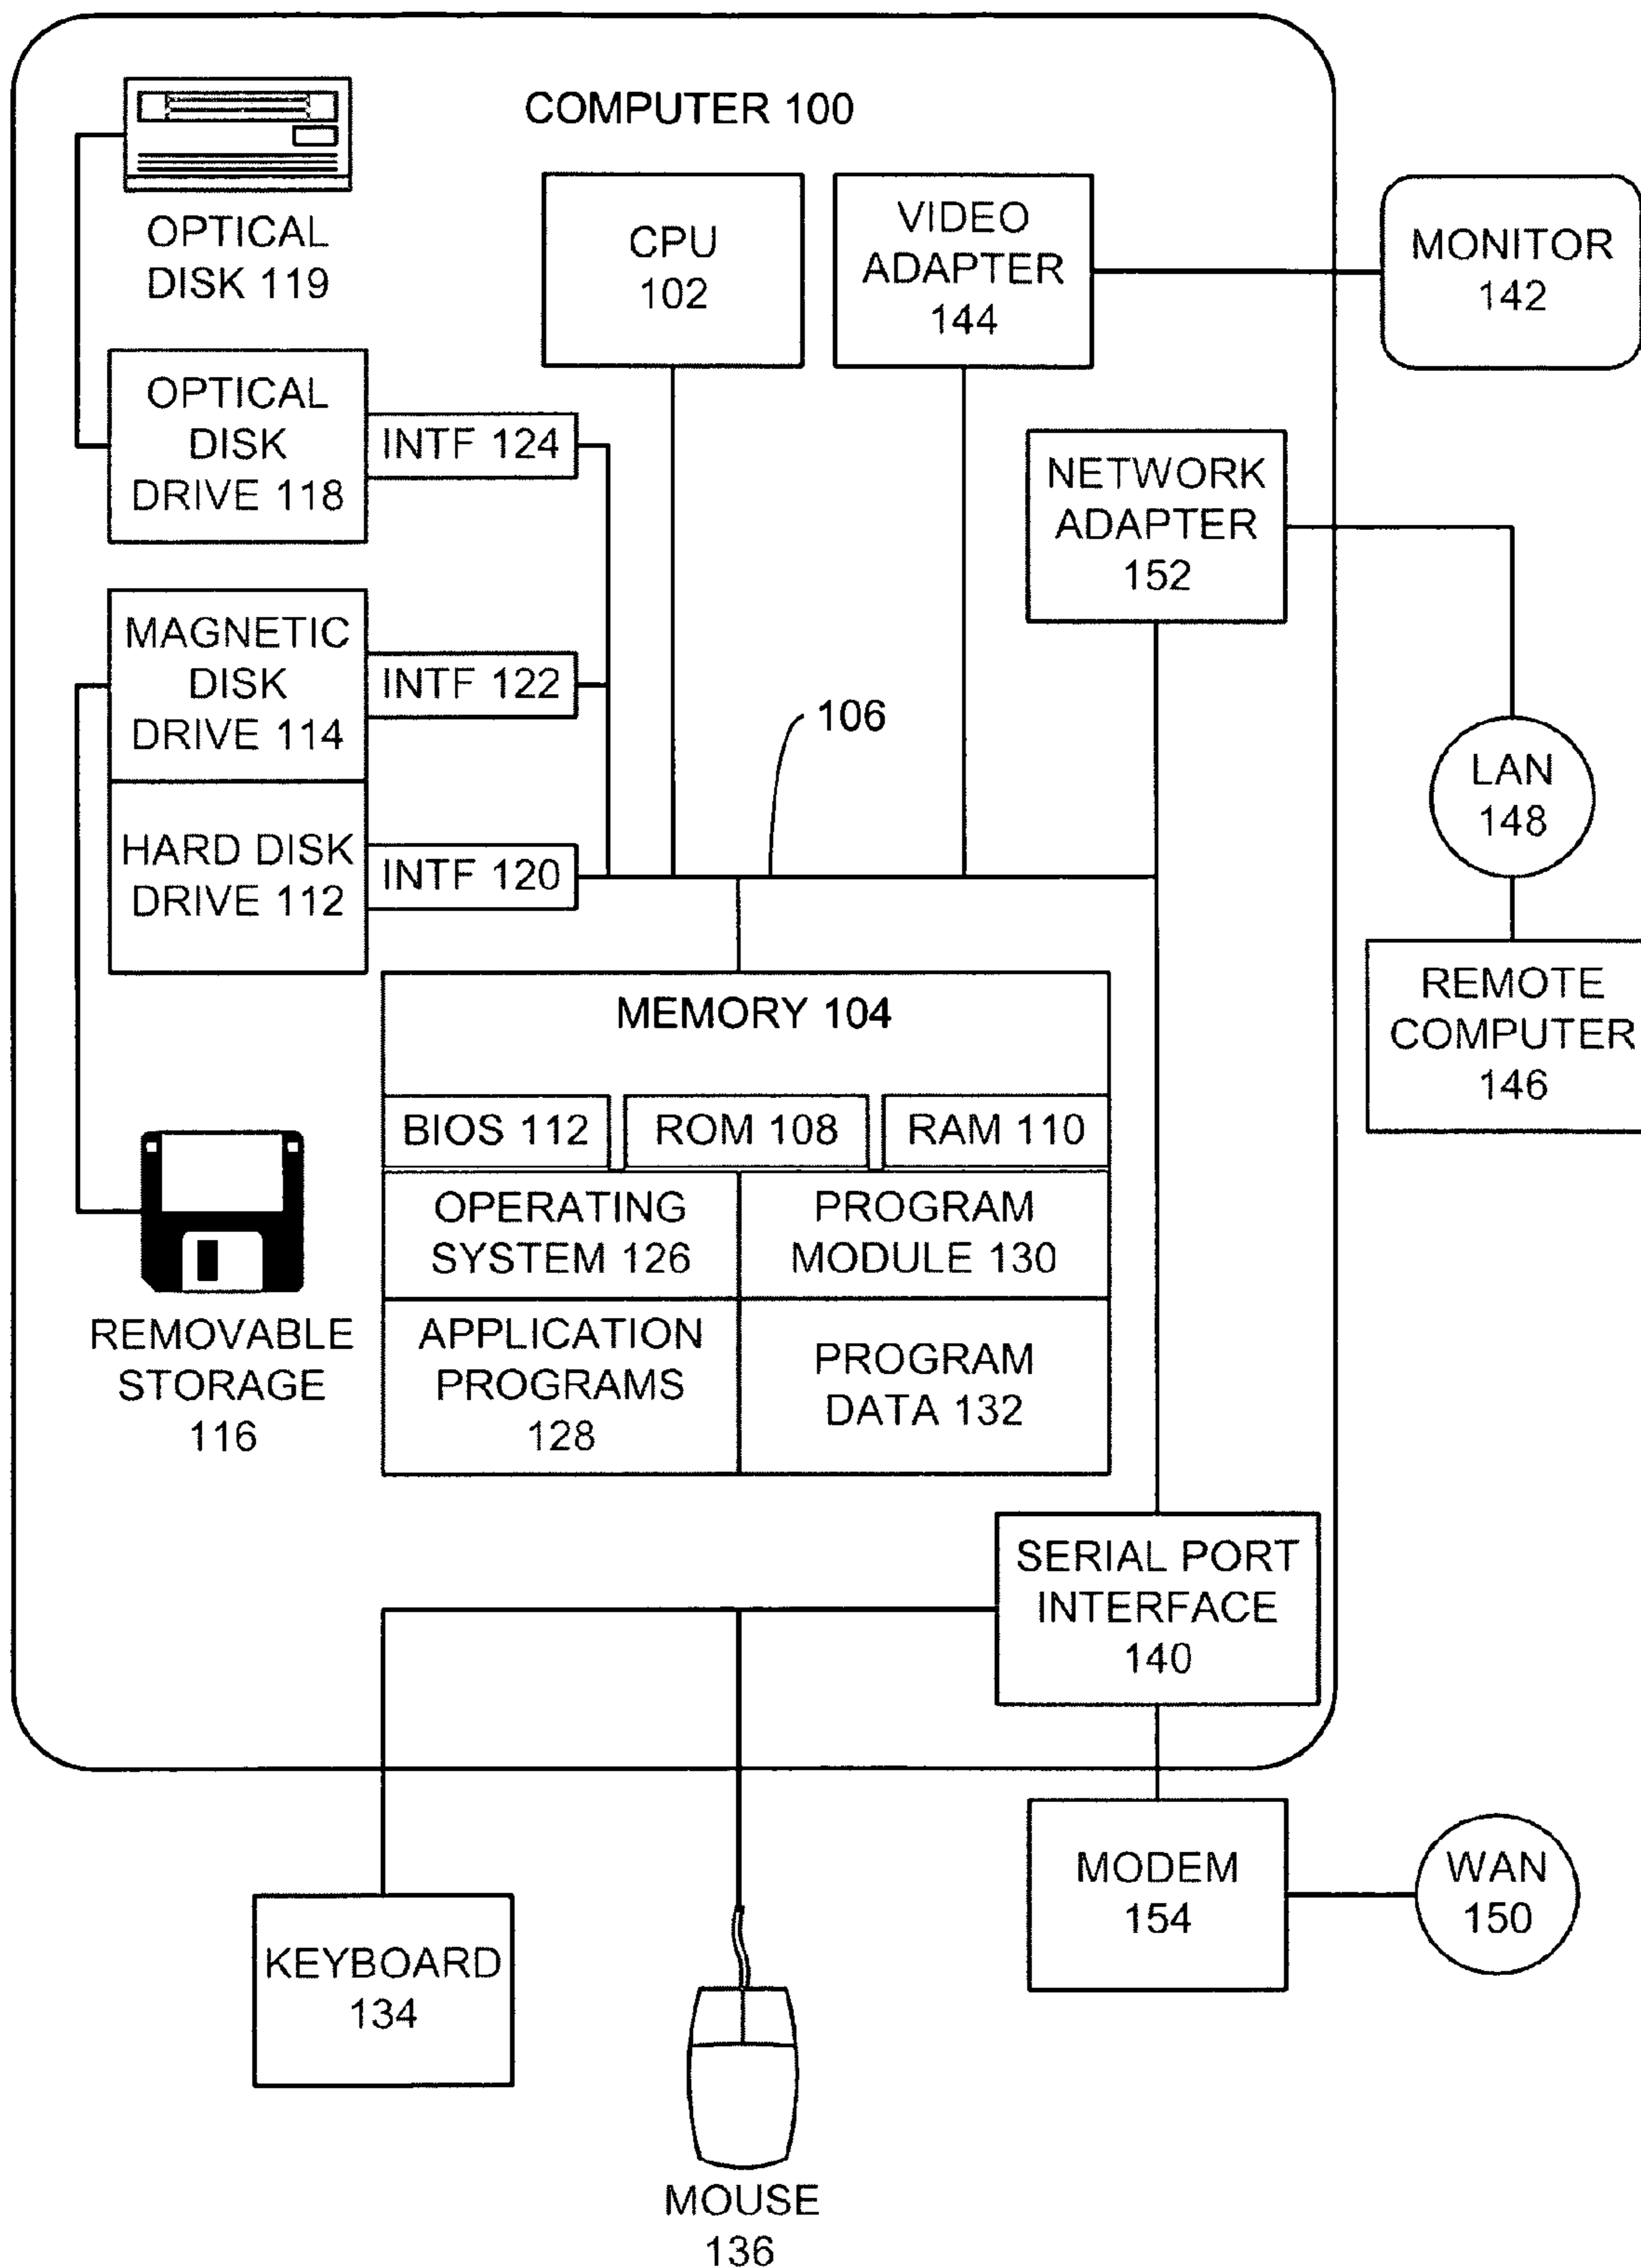 COMPUTER 100
OPTICAL
DISK 119
CPU
102
VIDEO
ADAPTER
144
MONITOR
142
OPTICAL
DISK
DRIVE 118
INTF 124
NETWORK
ADAPTER
152
MAGNETIC
DISK
DRIVE 114
INTF 122
106
LAN
148
HARD DISK
DRIVE 112
INTF 120
REMOTE
COMPUTER
146
MEMORY 104
BIOS 112
ROM 108
RAM 110
OPERATING
SYSTEM 126
PROGRAM
MODULE 130
REMOVABLE
STORAGE
116
APPLICATION
PROGRAMS
128
PROGRAM
DATA 132
SERIAL PORT
INTERFACE
140
MODEM
154
WAN
150
KEYBOARD
134
MOUSE
136